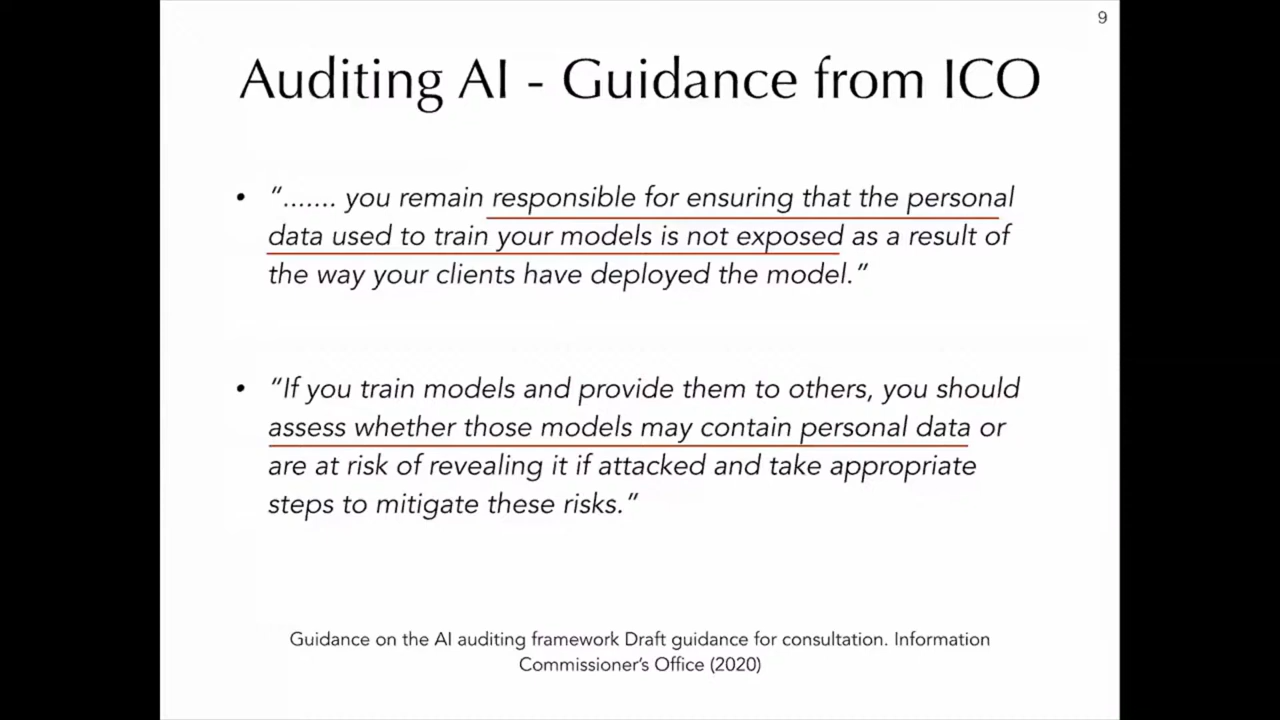 9
Auditing AI - Guidance from ICO
• “....... you remain responsible for ensuring that the personal
data used to train your models is not exposed as a result of
the way your clients have deployed the model.”
• “If you train models and provide them to others, you should
assess whether those models may contain personal data or
are at risk of revealing it if attacked and take appropriate
steps to mitigate these risks.”
Guidance on the AI auditing framework Draft guidance for consultation. Information
Commissioner’s Office (2020)